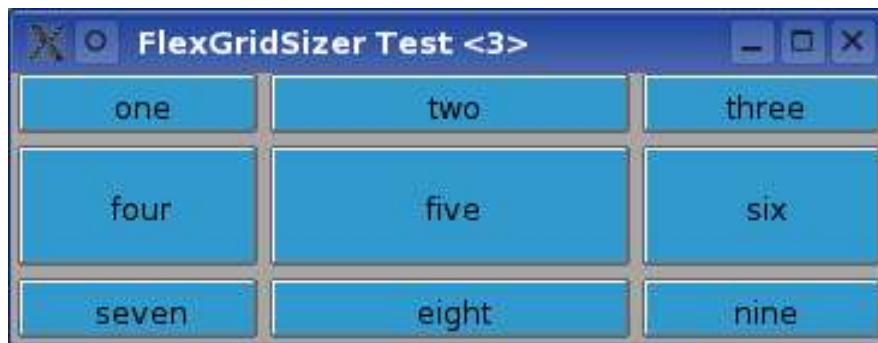 FlexGridSizer Test <3>
one two three
four five six
seven eight nine